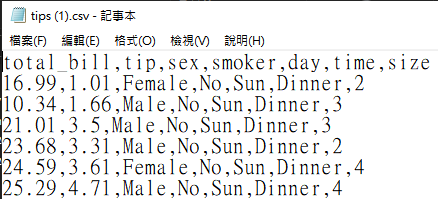 tips (1).csv - 記事本
檔案(F) 編輯(E) 格式(O) 檢視(V) 說明(H)
total_bill,tip,sex,smoker,day,time,size
16.99,1.01,Female,No,Sun,Dinner,2
10.34,1.66,Male,No,Sun,Dinner,3
21.01,3.5,Male,No,Sun,Dinner,3
23.68,3.31,Male,No,Sun,Dinner,2
24.59,3.61,Female,No,Sun,Dinner,4
25.29,4.71,Male,No,Sun,Dinner,4